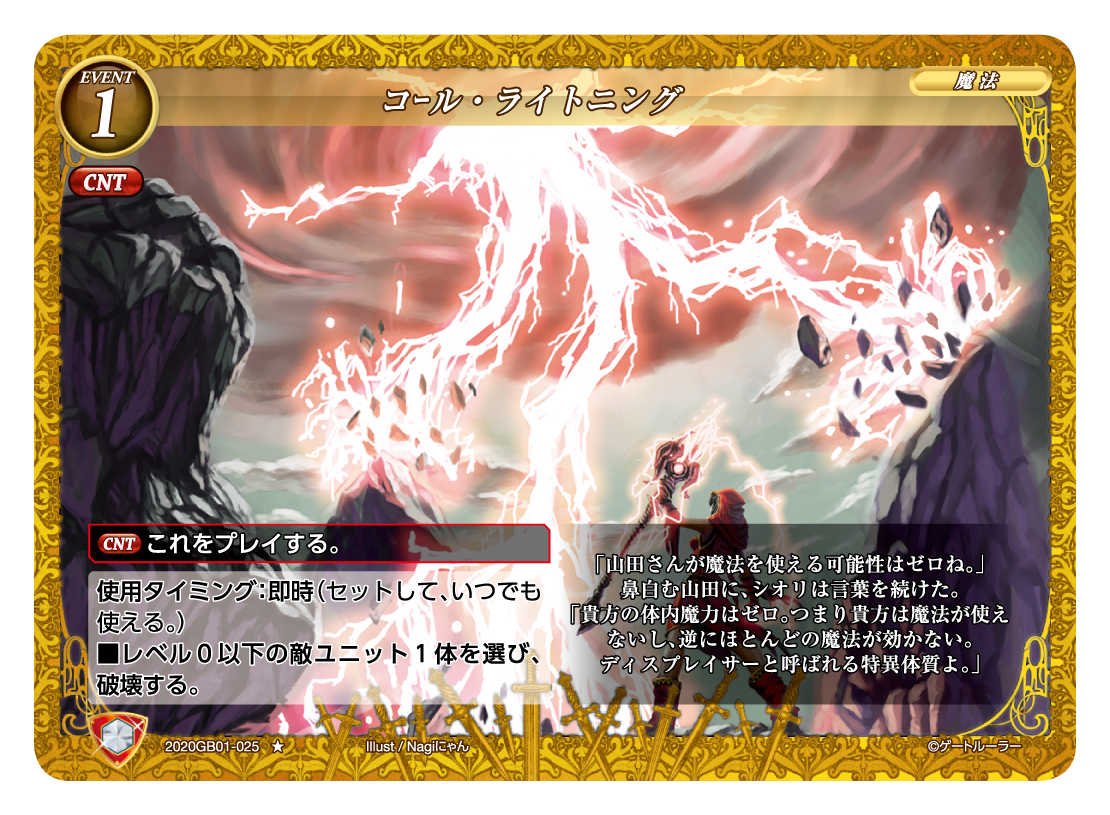 EVENT
1
コール・ライトニング
魔法
CNT
CNT これをプレイする。
使用タイミング:即時(セットして、いつでも
使える。)
■レベル0以下の敵ユニット1体を選び、
破壊する。
「山田さんが魔法を使える可能性はゼロね。」
鼻白む山田に、シオリは言葉を続けた。
「貴方の体内魔力はゼロ。つまり貴方は魔法が使え
ないし、逆にほとんどの魔法が効かない。
ディスプレイサーと呼ばれる特異体質よ。」
2020GB01-025 ★
Illust / Nagiにゃん
©ゲートルーラー